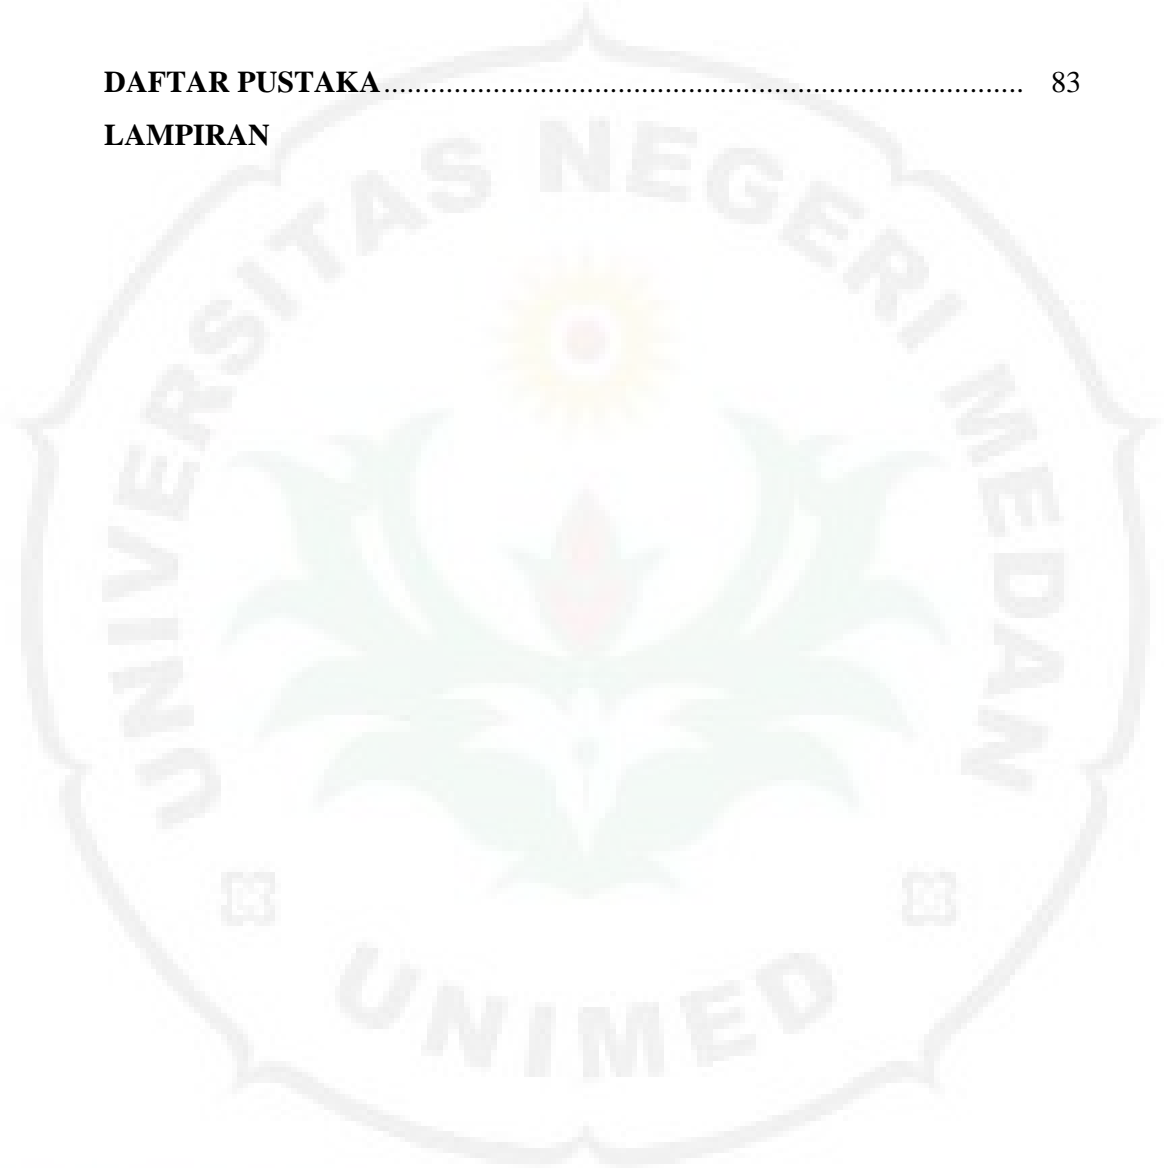 DAFTAR PUSTAKA................................................................................... 83
LAMPIRAN
UNIVERSITAS NEGERI MEDAN
UNIMED